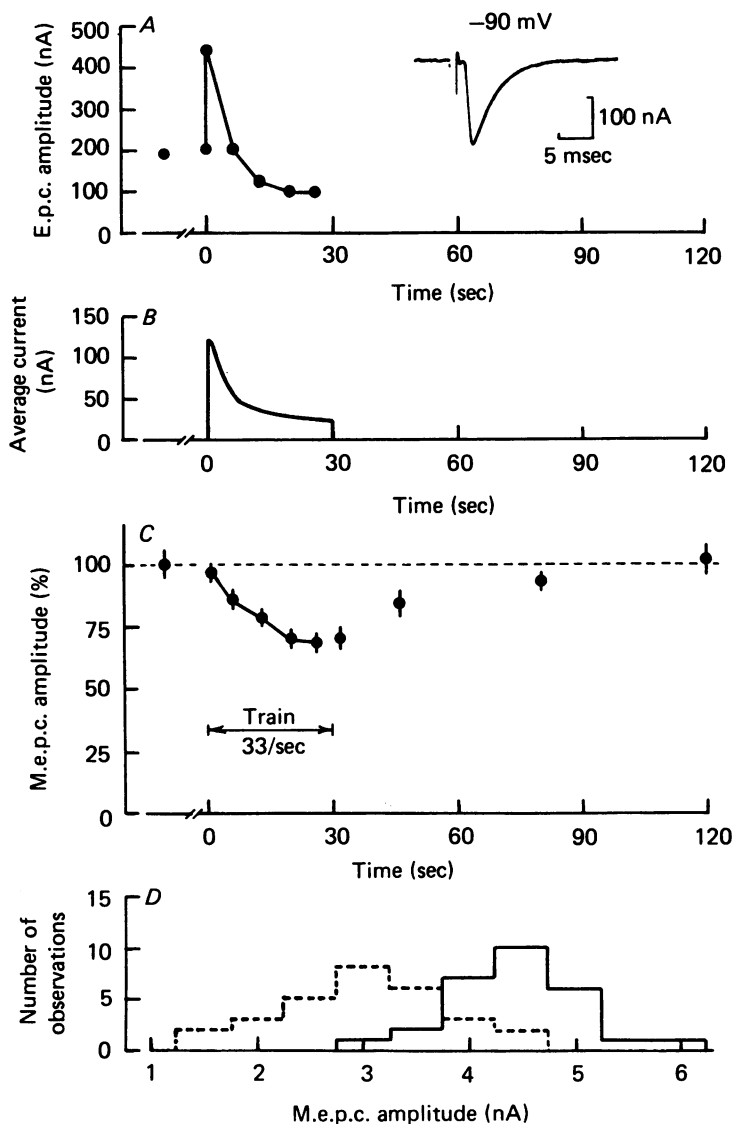 A
E.p.c. amplitude (nA)
500
400
300
200
100
0
−90 mV
100 nA
5 msec
0 30 60 90 120
Time (sec)
B
Average current
(nA)
150
100
50
0
0 30 60 90 120
Time (sec)
C
M.e.p.c. amplitude (%)
100
75
50
25
0
Train
33/sec
0 30 60 90 120
Time (sec)
D
Number of
observations
15
10
5
0
1 2 3 4 5 6
M.e.p.c. amplitude (nA)